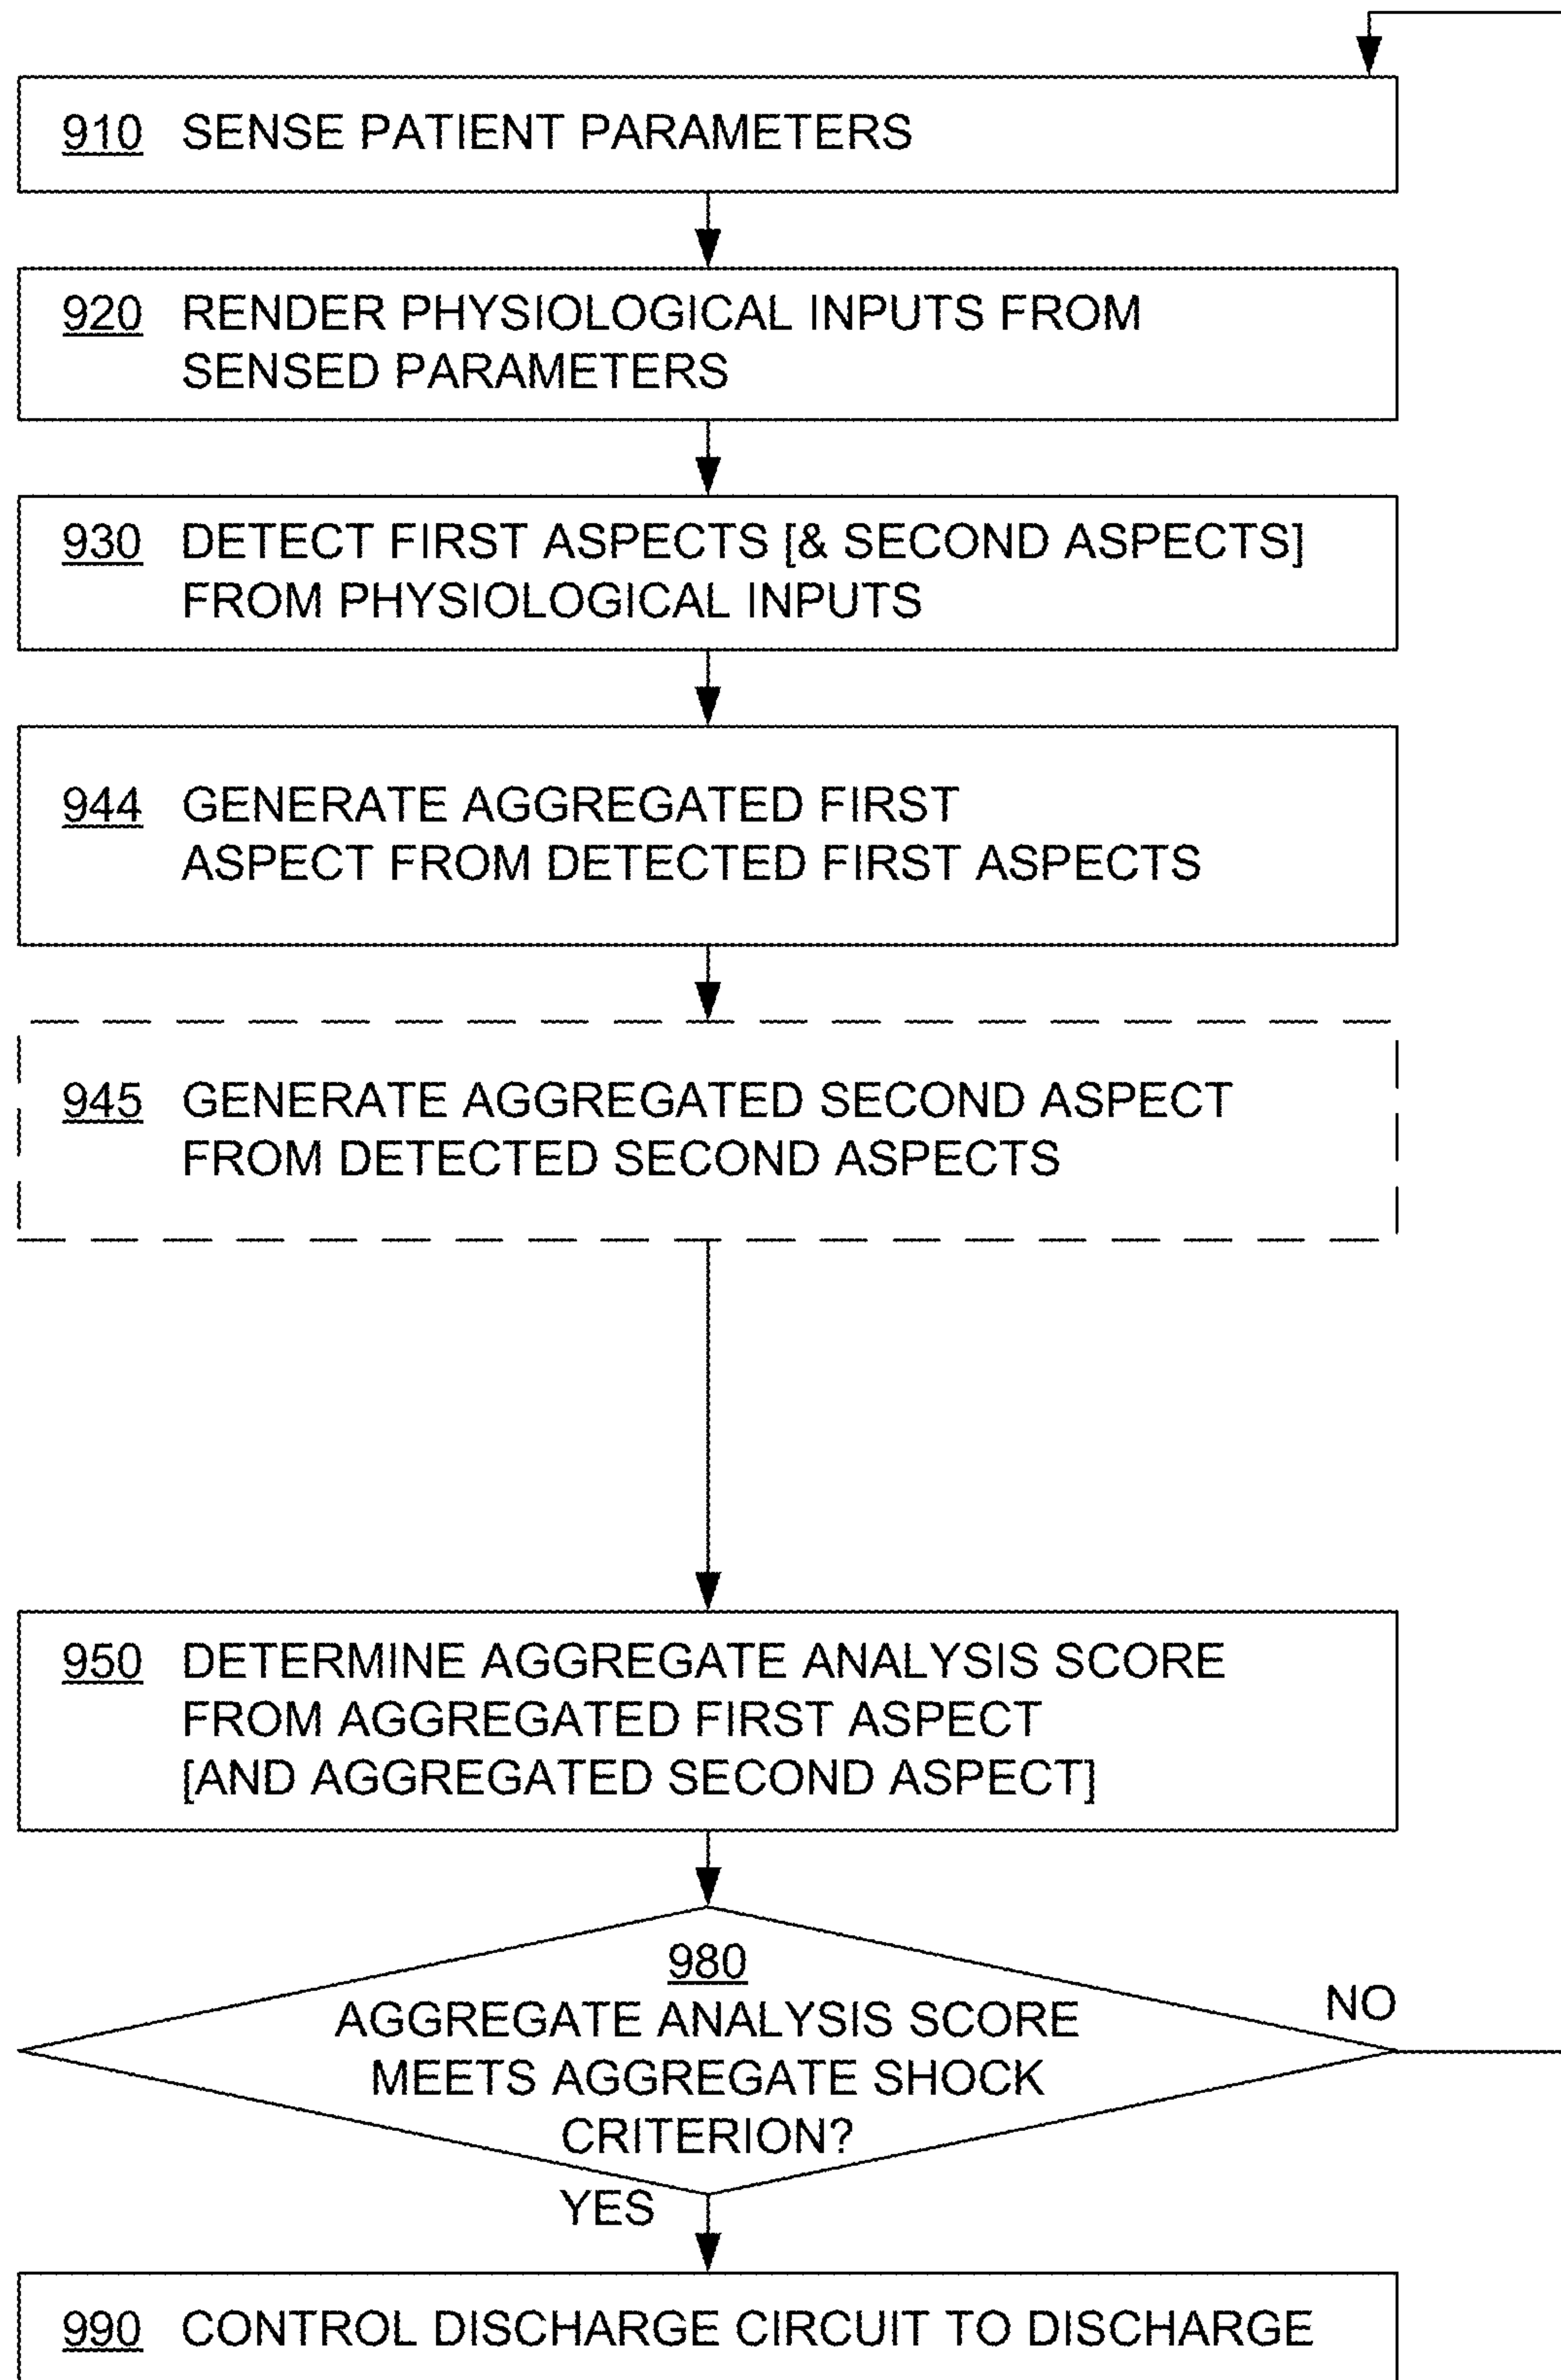 910 SENSE PATIENT PARAMETERS
920 RENDER PHYSIOLOGICAL INPUTS FROM
SENSED PARAMETERS
930 DETECT FIRST ASPECTS [& SECOND ASPECTS]
FROM PHYSIOLOGICAL INPUTS
944 GENERATE AGGREGATED FIRST
ASPECT FROM DETECTED FIRST ASPECTS
945 GENERATE AGGREGATED SECOND ASPECT
FROM DETECTED SECOND ASPECTS
950 DETERMINE AGGREGATE ANALYSIS SCORE
FROM AGGREGATED FIRST ASPECT
[AND AGGREGATED SECOND ASPECT]
980
AGGREGATE ANALYSIS SCORE
MEETS AGGREGATE SHOCK
CRITERION?
NO
YES
990 CONTROL DISCHARGE CIRCUIT TO DISCHARGE